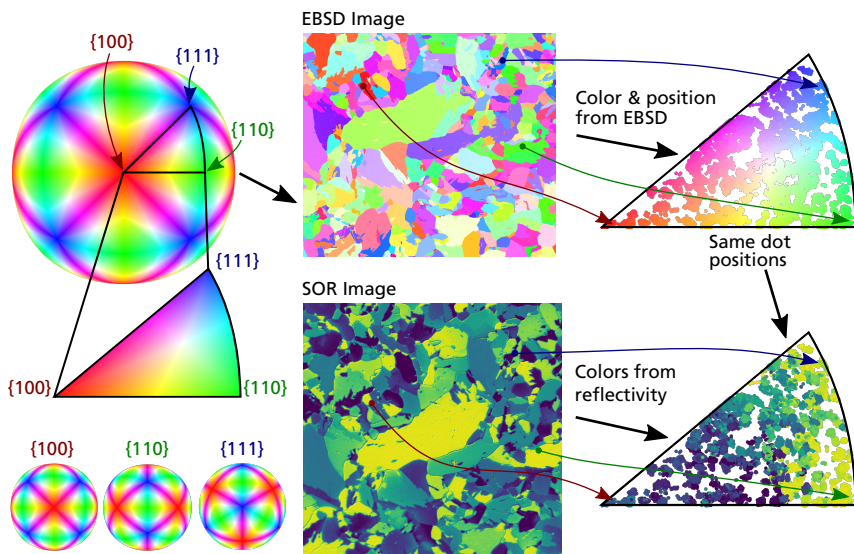 {100}
{111}
{110}
{111}
{100}
{110}
{100}
{110}
{111}
EBSD Image
Color & position
from EBSD
Same dot
positions
SOR Image
Colors from
reflectivity